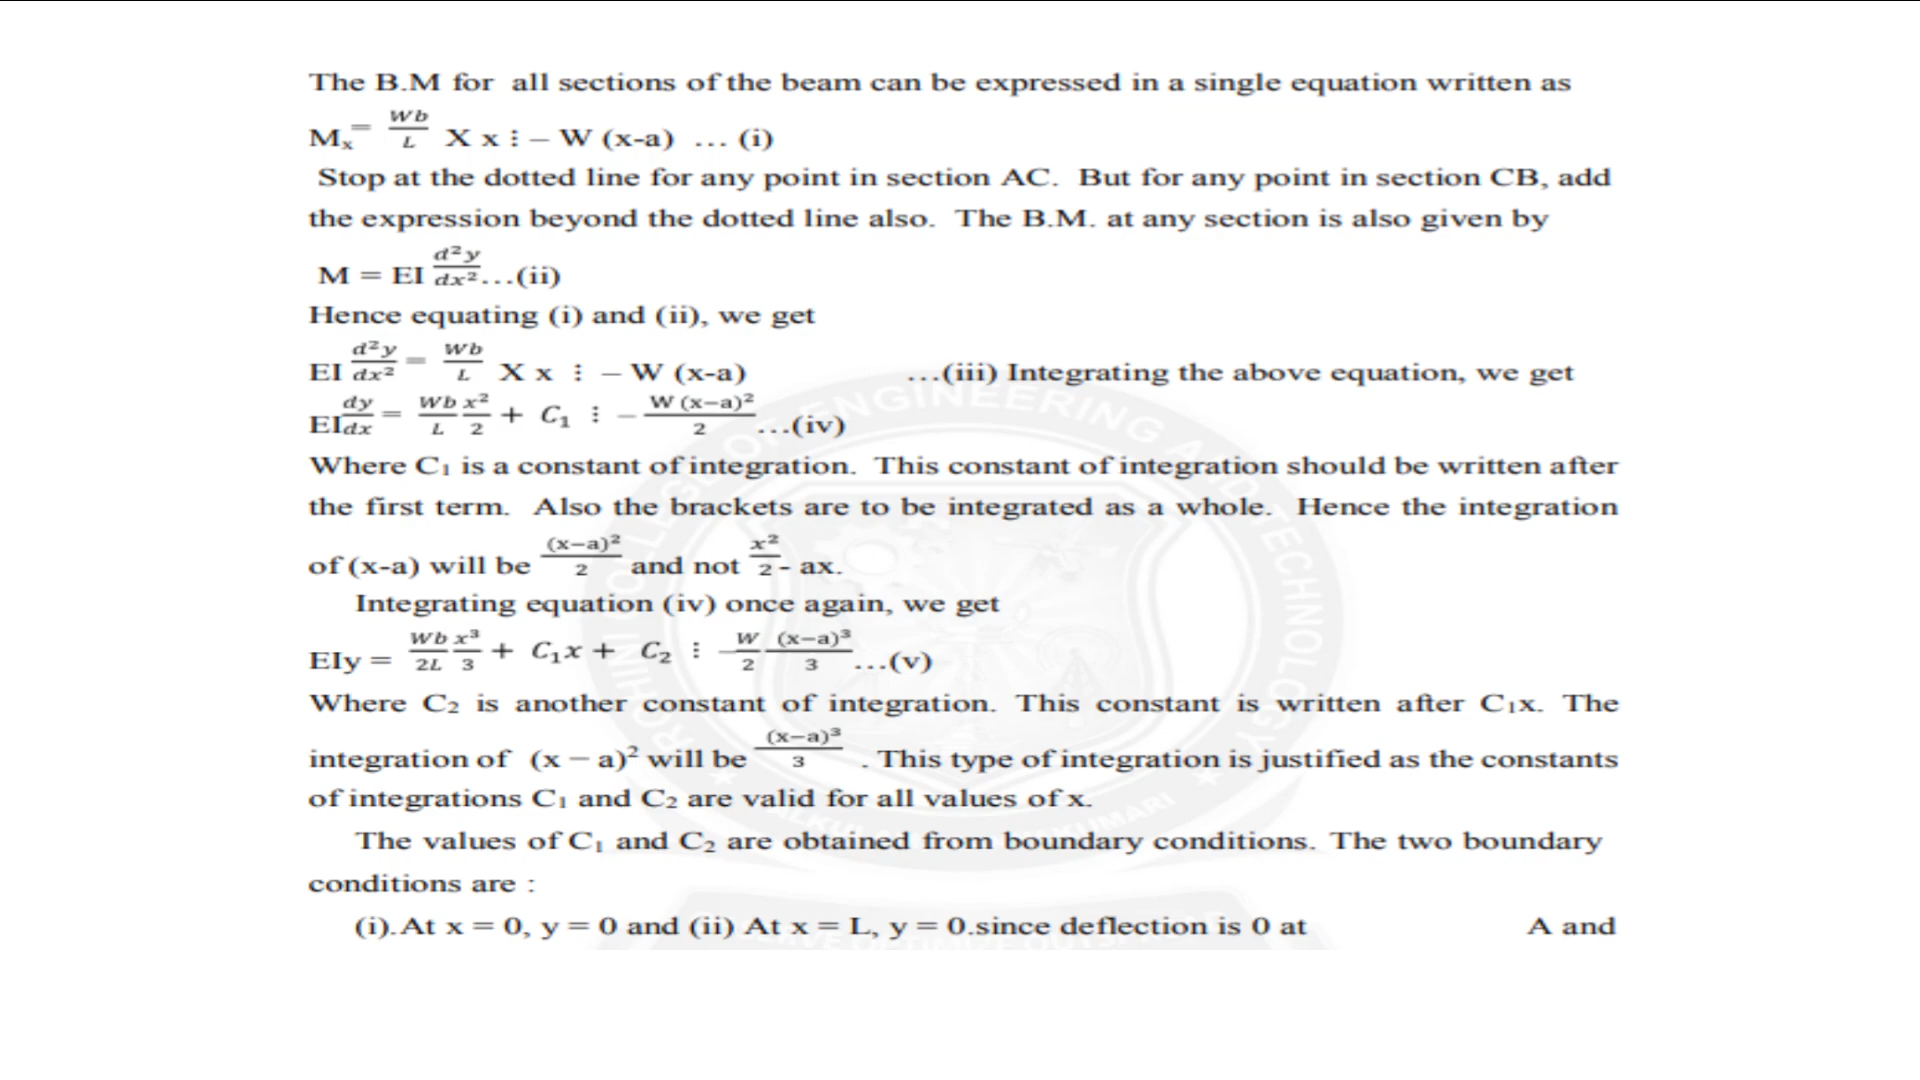 The B.M for all sections of the beam can be expressed in a single equation written as
Mₓ = Wb/L X x ⋮ – W (x-a) … (i)
Stop at the dotted line for any point in section AC. But for any point in section CB, add
the expression beyond the dotted line also. The B.M. at any section is also given by
M = EI d²y/dx² …(ii)
Hence equating (i) and (ii), we get
EI d²y/dx² = Wb/L X x ⋮ – W (x-a) …(iii) Integrating the above equation, we get
EI dy/dx = Wb/L x²/2 + C₁ ⋮ – W (x–a)²/2 …(iv)
Where C₁ is a constant of integration. This constant of integration should be written after
the first term. Also the brackets are to be integrated as a whole. Hence the integration
of (x-a) will be (x–a)²/2 and not x²/2 - ax.
Integrating equation (iv) once again, we get
EIy = Wb/2L x³/3 + C₁x + C₂ ⋮ – W/2 (x–a)³/3 …(v)
Where C₂ is another constant of integration. This constant is written after C₁x. The
integration of (x – a)² will be (x–a)³/3 . This type of integration is justified as the constants
of integrations C₁ and C₂ are valid for all values of x.
The values of C₁ and C₂ are obtained from boundary conditions. The two boundary
conditions are :
(i).At x = 0, y = 0 and (ii) At x = L, y = 0.since deflection is 0 at A and